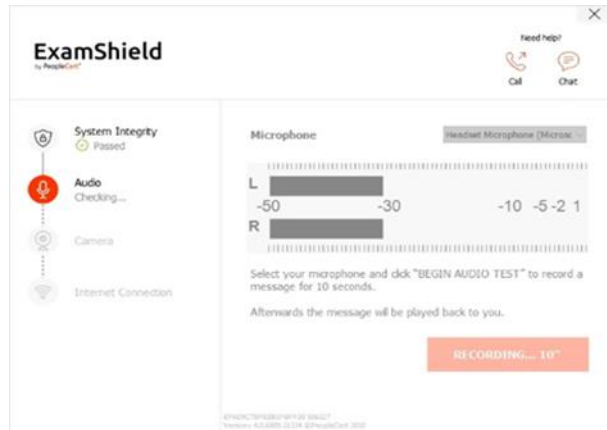 Need help?
ExamShield
by PeopleCert
Call
Chat
System Integrity
Passed
Audio
Checking...
Camera
Internet Connection
Microphone
Headset Microphone (Micros
L
-50 -30 -10 -5 -2 1
R
Select your microphone and click "BEGIN AUDIO TEST" to record a
message for 10 seconds.
Afterwards the message will be played back to you.
RECORDING... 10"